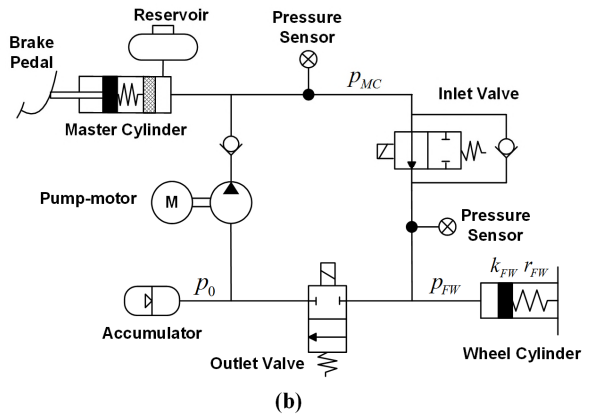 Reservoir
Pressure
Sensor
Brake
Pedal
p_MC
Inlet Valve
Master Cylinder
Pump-motor
M
Pressure
Sensor
k_FW r_FW
p_0
p_FW
Accumulator
Outlet Valve
Wheel Cylinder
(b)